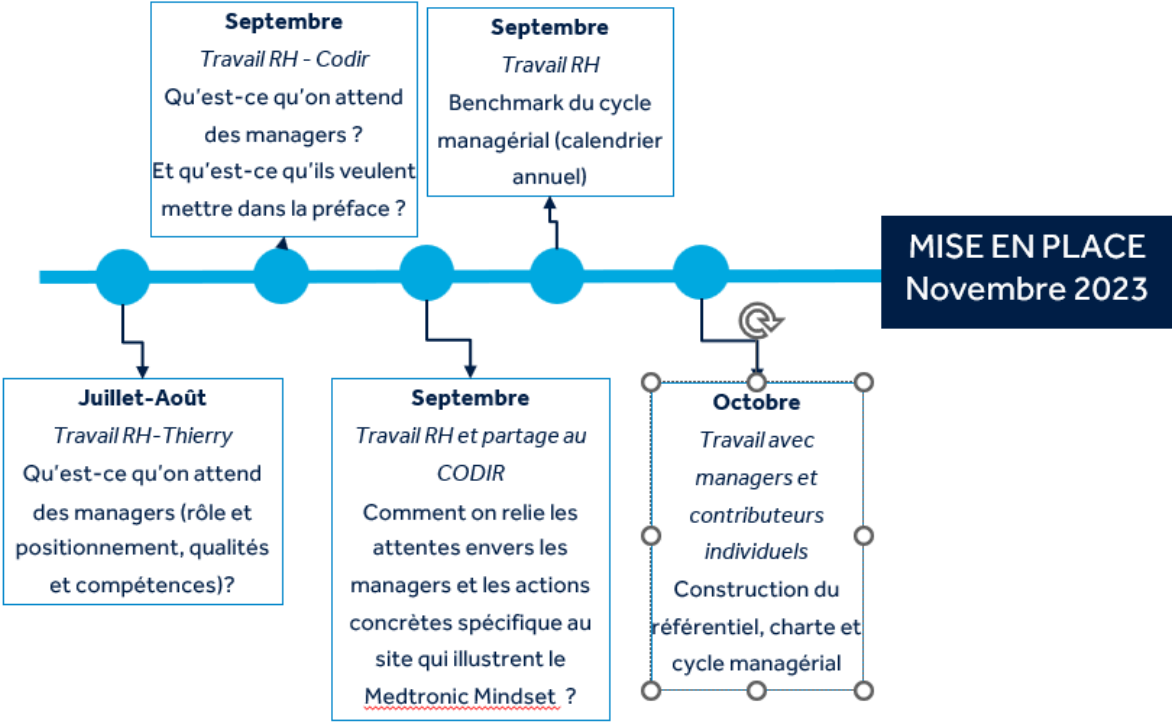 Septembre
Travail RH - Codir
Qu'est-ce qu'on attend
des managers ?
Et qu'est-ce qu'ils veulent
mettre dans la préface ?
Septembre
Travail RH
Benchmark du cycle
managérial (calendrier
annuel)
MISE EN PLACE
Novembre 2023
Juillet-Août
Travail RH-Thierry
Qu'est-ce qu'on attend
des managers (rôle et
positionnement, qualités
et compétences)?
Septembre
Travail RH et partage au
CODIR
Comment on relie les
attentes envers les
managers et les actions
concrètes spécifique au
site qui illustrent le
Medtronic Mindset ?
Octobre
Travail avec
managers et
contributeurs
individuels
Construction du
référentiel, charte et
cycle managérial